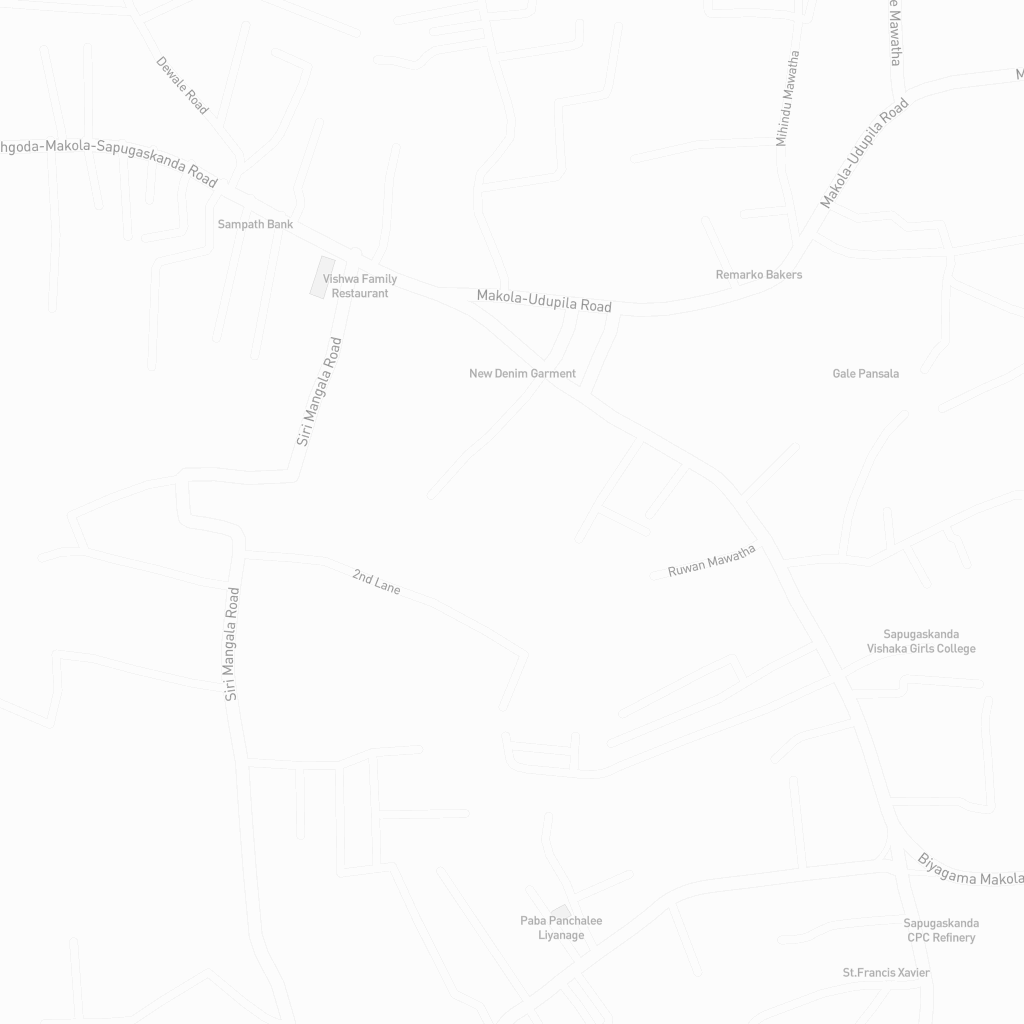 e Mawatha
M
Dewale Road
Mihindu Mawatha
Makola-Udupila Road
hgoda-Makola-Sapugaskanda Road
Sampath Bank
Vishwa Family
Restaurant
Remarko Bakers
Makola-Udupila Road
Siri Mangala Road
New Denim Garment
Gale Pansala
Ruwan Mawatha
2nd Lane
Siri Mangala Road
Sapugaskanda
Vishaka Girls College
Biyagama Makola
Paba Panchalee
Liyanage
Sapugaskanda
CPC Refinery
St.Francis Xavier